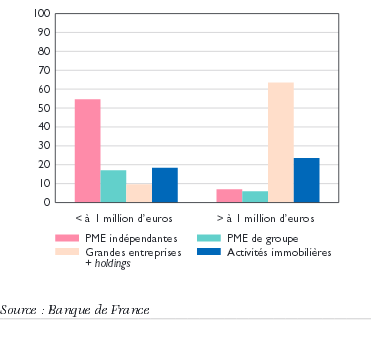 100
90
80
70
60
50
40
30
20
10
0
< à 1 million d'euros > à 1 million d'euros
PME indépendantes PME de groupe
Grandes entreprises Activités immobilières
+ holdings
Source : Banque de France